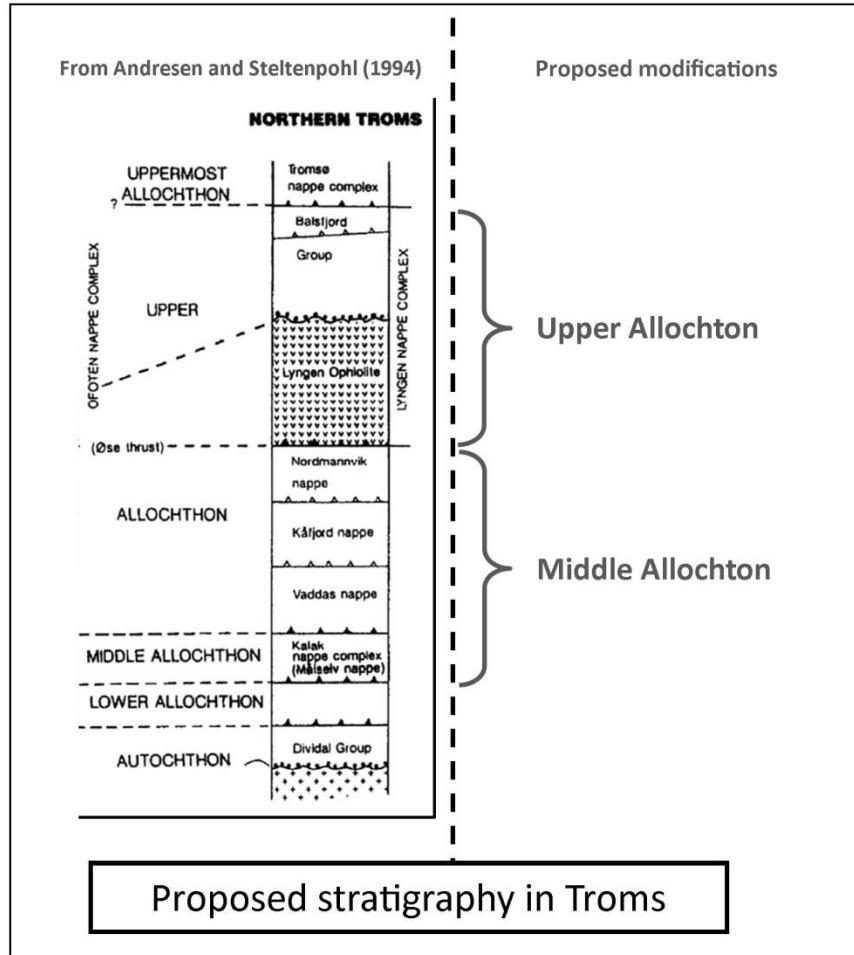 From Andresen and Steltenpohl (1994)
Proposed modifications
NORTHERN TROMS
UPPERMOST
ALLOCHTHON
?
Tromsø
nappe complex
Balsfjord
Group
OFOTEN NAPPE COMPLEX
UPPER
LYNGEN NAPPE COMPLEX
Upper Allochton
Lyngen Ophiolite
(Øse thrust)
Nordmannvik
nappe
ALLOCHTHON
Kåfjord nappe
Middle Allochton
Vaddas nappe
MIDDLE ALLOCHTHON
Kalak
nappe complex
(Målselv nappe)
LOWER ALLOCHTHON
AUTOCHTHON
Dividal Group
Proposed stratigraphy in Troms